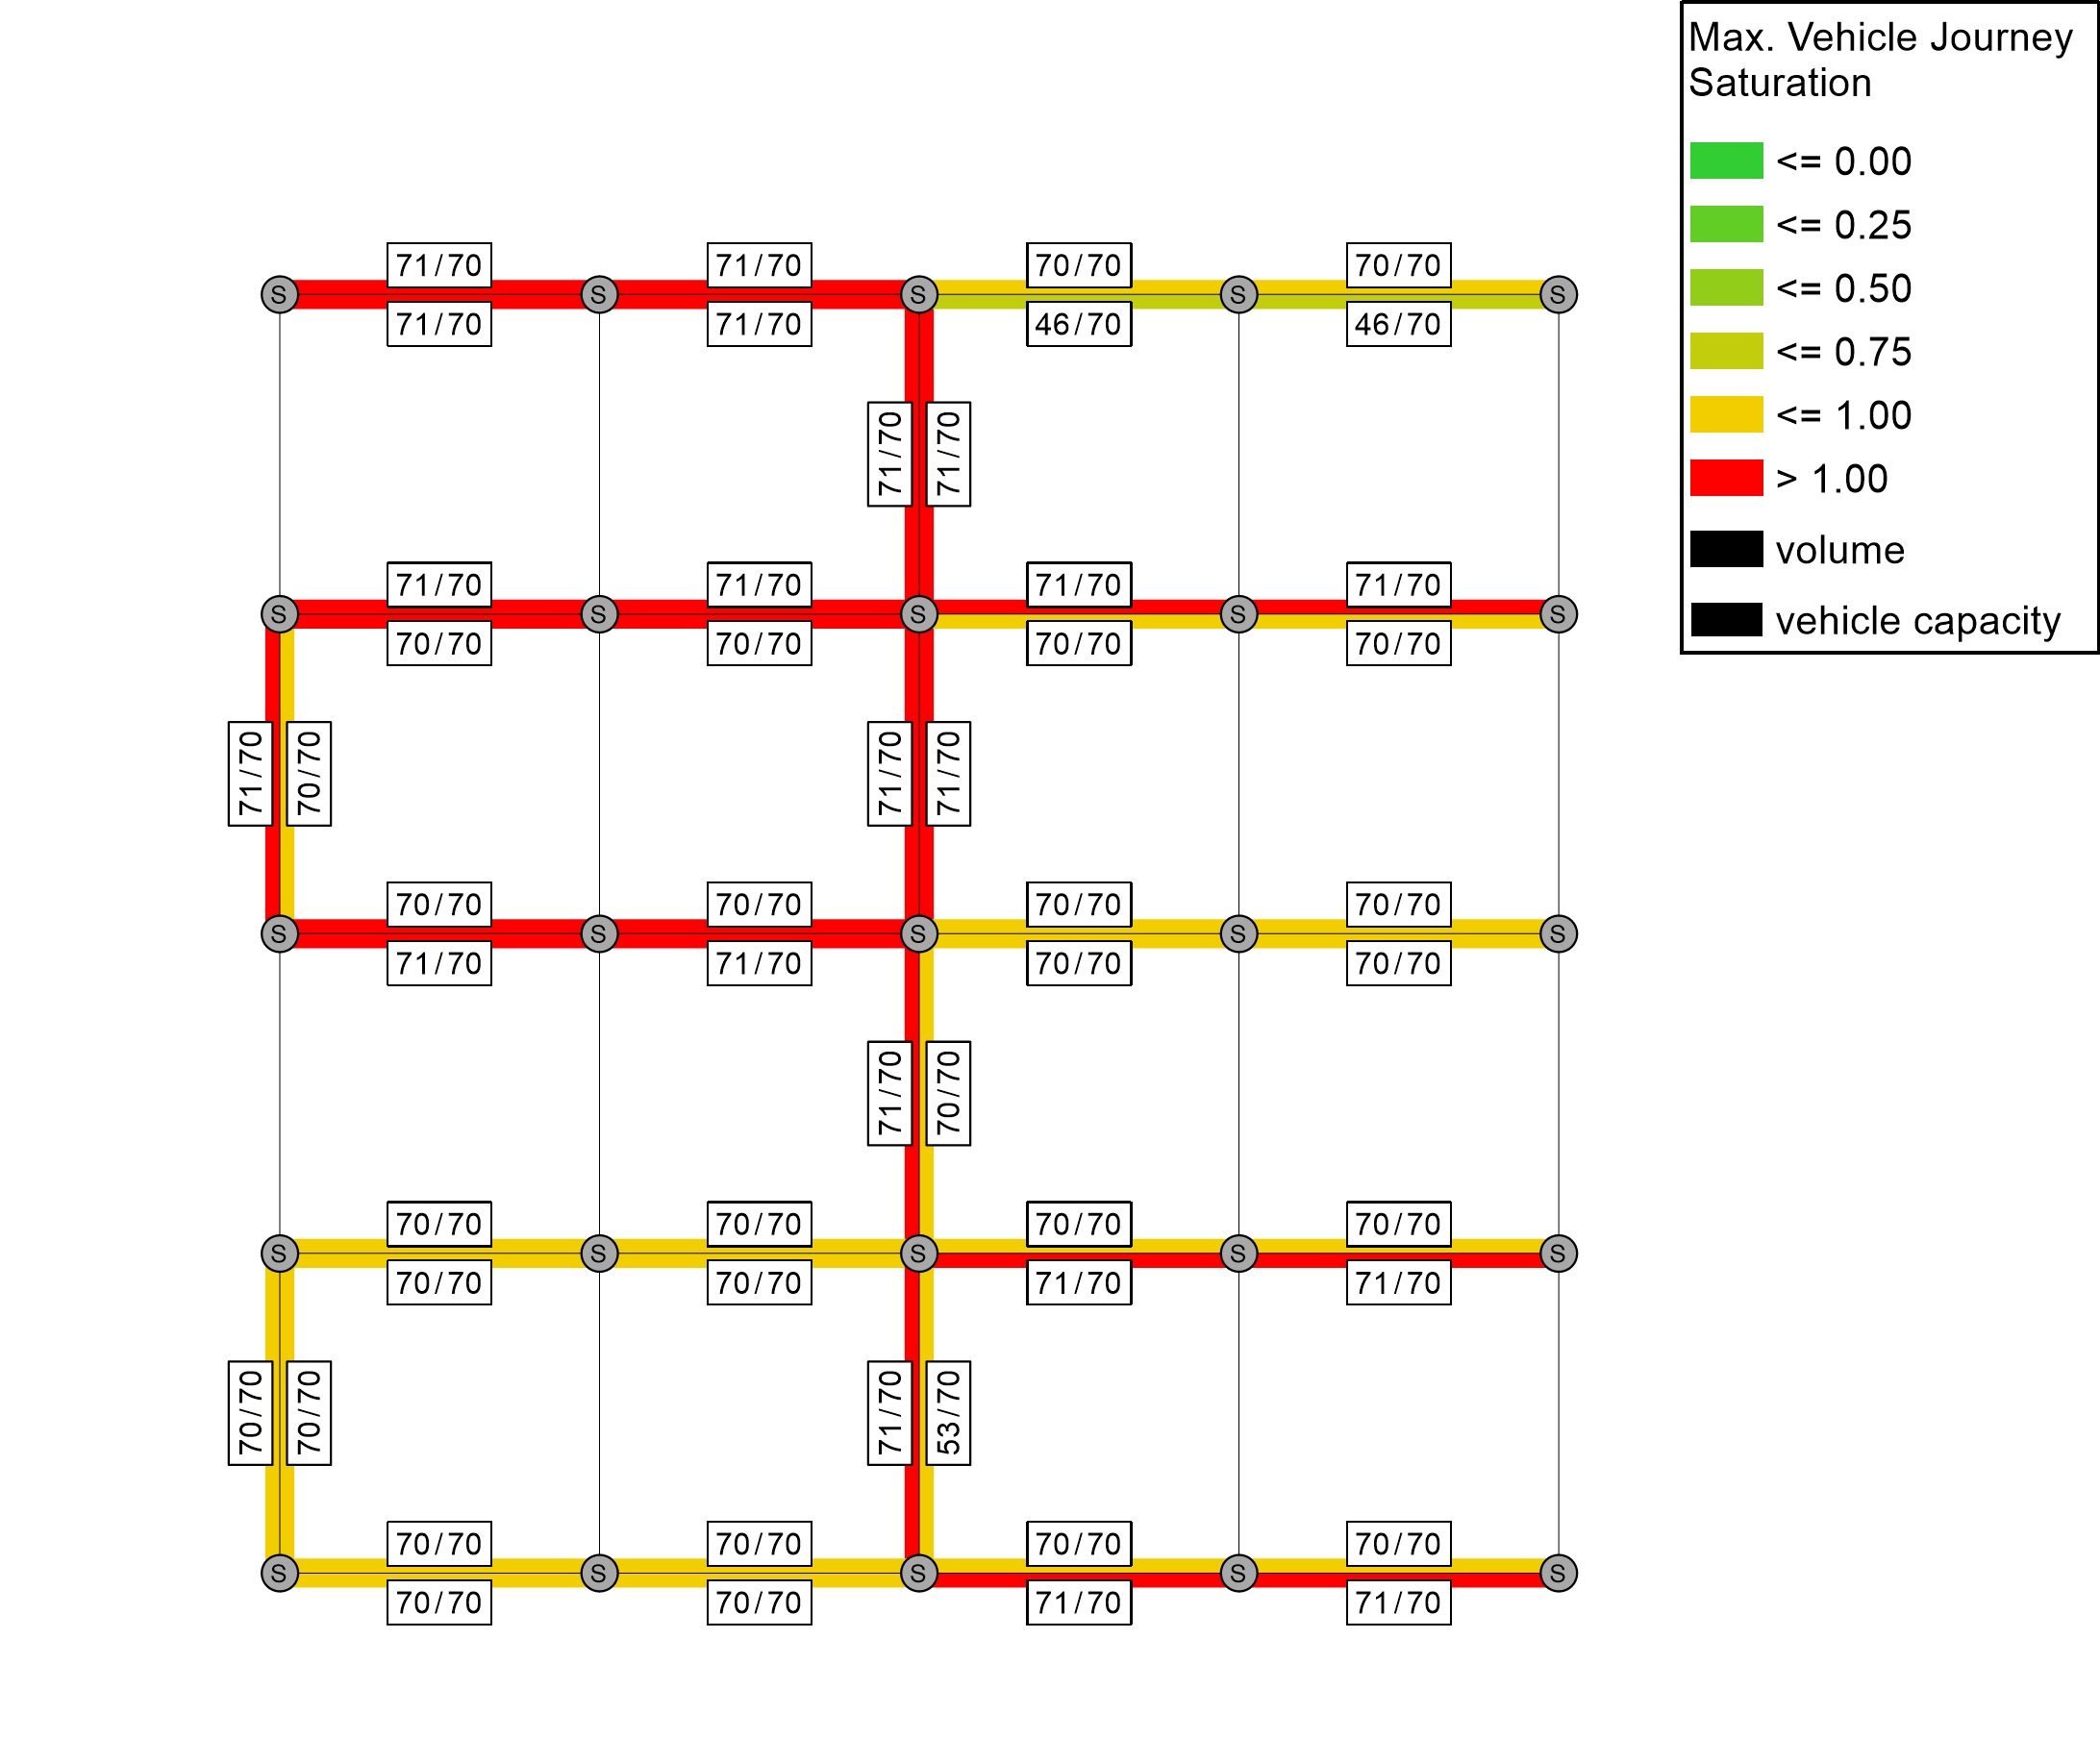 Max. Vehicle Journey
Saturation
<= 0.00
<= 0.25
<= 0.50
<= 0.75
<= 1.00
> 1.00
volume
vehicle capacity
71/70 71/70 70/70 70/70
S S S S S
71/70 71/70 46/70 46/70
71/70 71/70
71/70 71/70 71/70 71/70
S S S S S
70/70 70/70 70/70 70/70
71/70 70/70 71/70 71/70
70/70 70/70 70/70 70/70
S S S S S
71/70 71/70 70/70 70/70
71/70 70/70
70/70 70/70 70/70 70/70
S S S S S
70/70 70/70 71/70 71/70
70/70 70/70 71/70 53/70
70/70 70/70 70/70 70/70
S S S S S
70/70 70/70 71/70 71/70